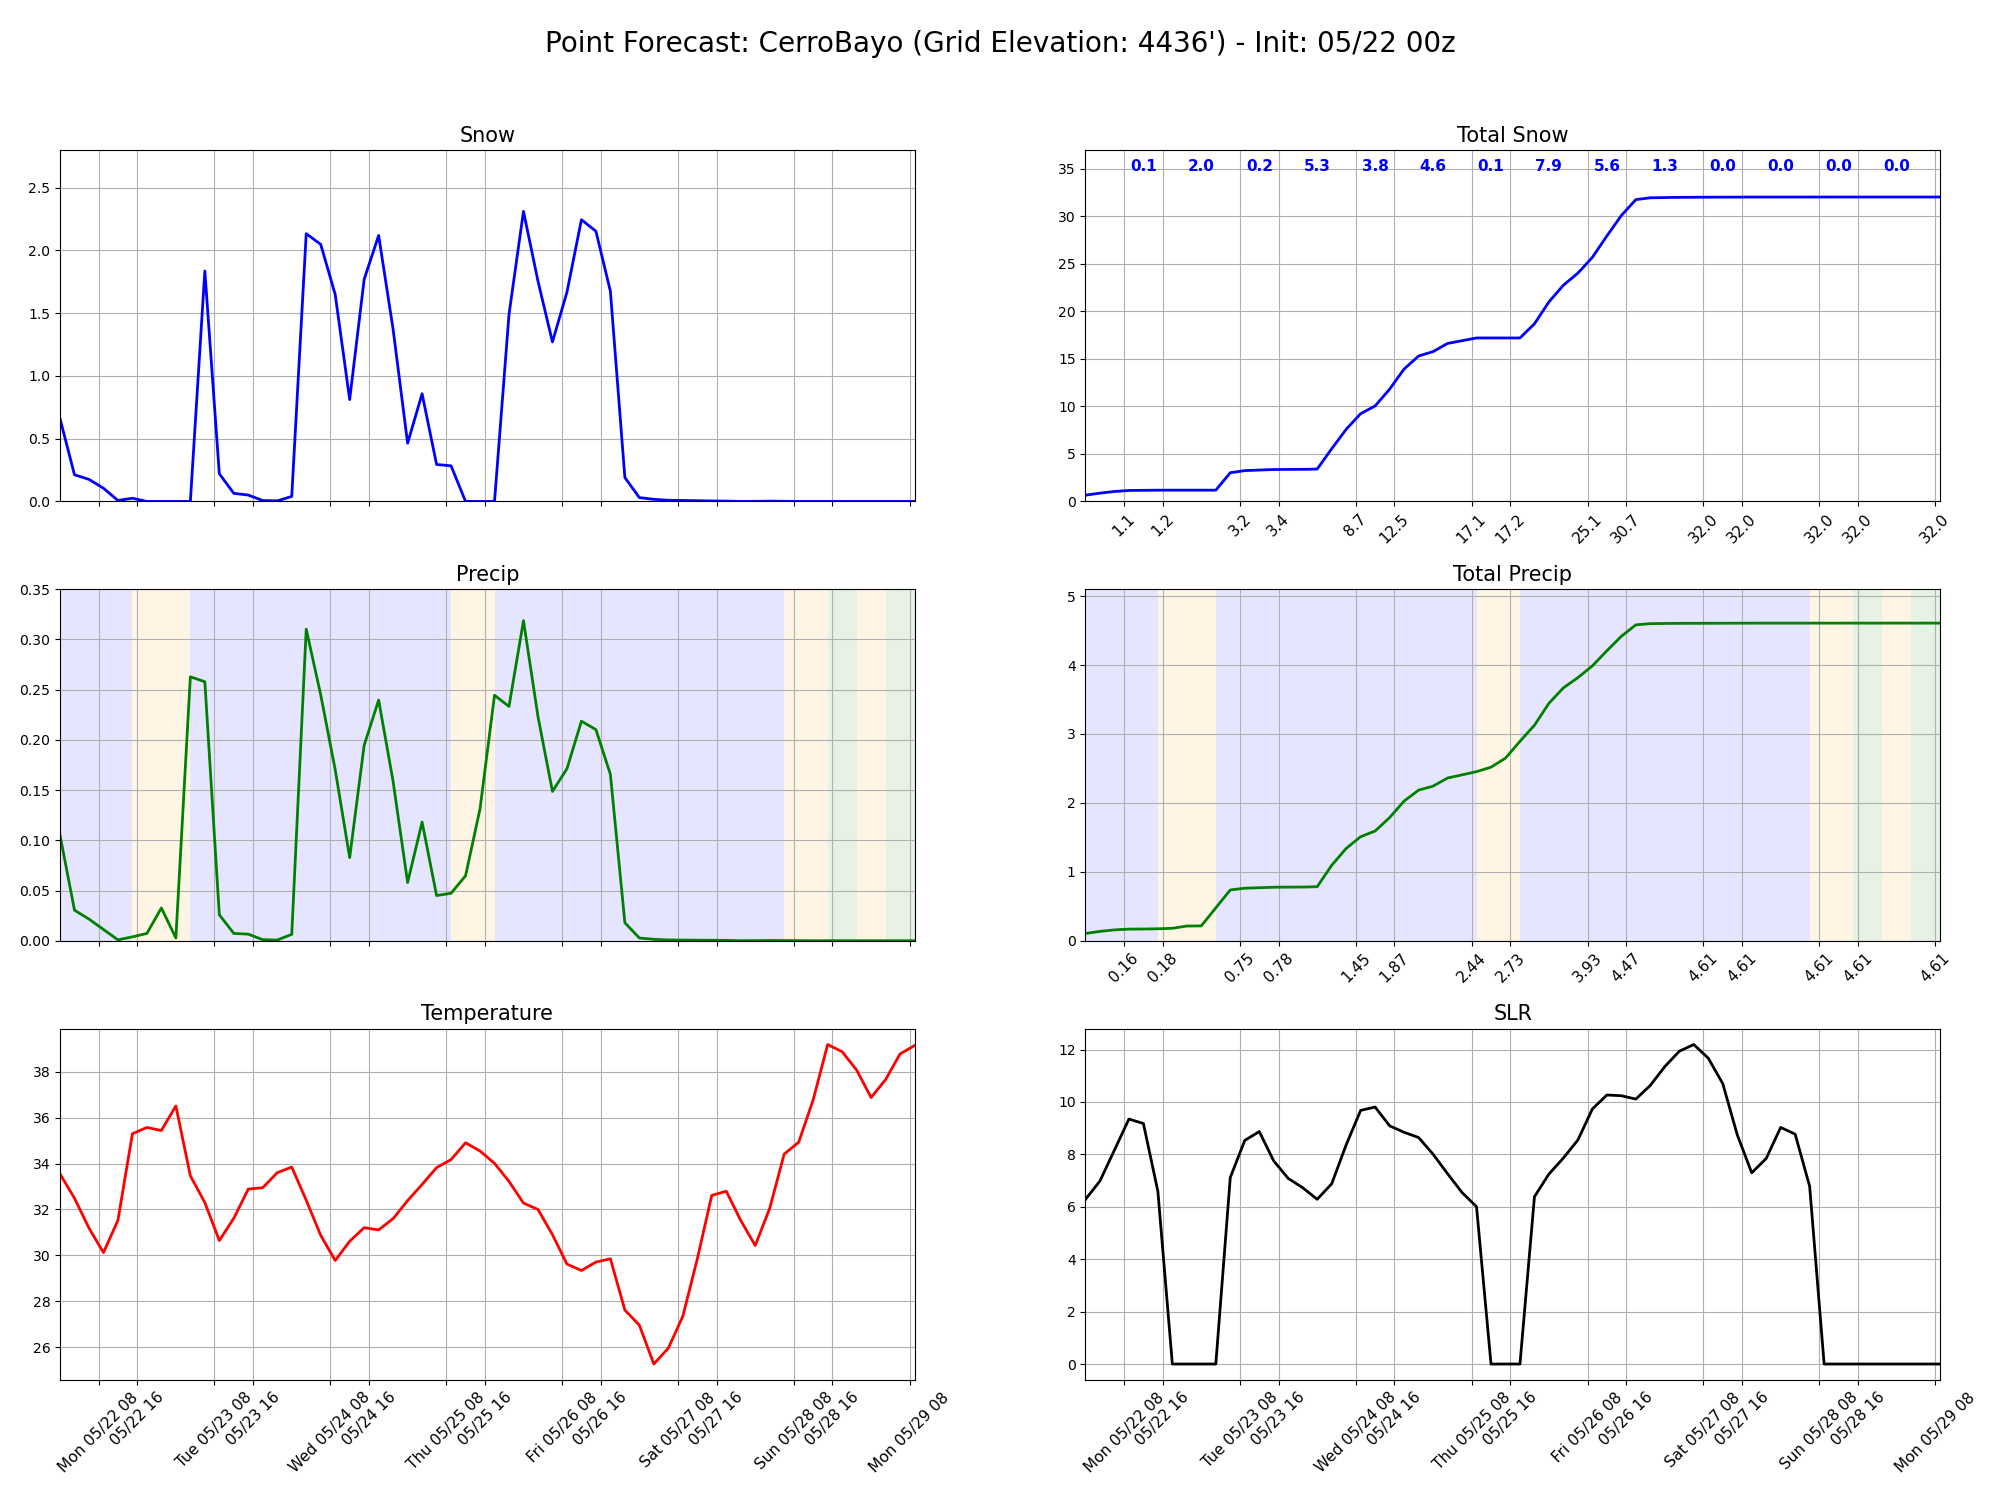 Point Forecast: CerroBayo (Grid Elevation: 4436') - Init: 05/22 00z
Snow
2.5
2.0
1.5
1.0
0.5
0.0
Total Snow
0.1 2.0 0.2 5.3 3.8 4.6 0.1 7.9 5.6 1.3 0.0 0.0 0.0 0.0
35
30
25
20
15
10
5
0
1.1 1.2 3.2 3.4 8.7 12.5 17.1 17.2 25.1 30.7 32.0 32.0 32.0 32.0 32.0
Precip
0.35
0.30
0.25
0.20
0.15
0.10
0.05
0.00
Total Precip
5
4
3
2
1
0
0.16 0.18 0.75 0.78 1.45 1.87 2.44 2.73 3.93 4.47 4.61 4.61 4.61 4.61 4.61
Temperature
38
36
34
32
30
28
26
Mon 05/22 08
05/22 16
Tue 05/23 08
05/23 16
Wed 05/24 08
05/24 16
Thu 05/25 08
05/25 16
Fri 05/26 08
05/26 16
Sat 05/27 08
05/27 16
Sun 05/28 08
05/28 16
Mon 05/29 08
SLR
12
10
8
6
4
2
0
Mon 05/22 08
05/22 16
Tue 05/23 08
05/23 16
Wed 05/24 08
05/24 16
Thu 05/25 08
05/25 16
Fri 05/26 08
05/26 16
Sat 05/27 08
05/27 16
Sun 05/28 08
05/28 16
Mon 05/29 08